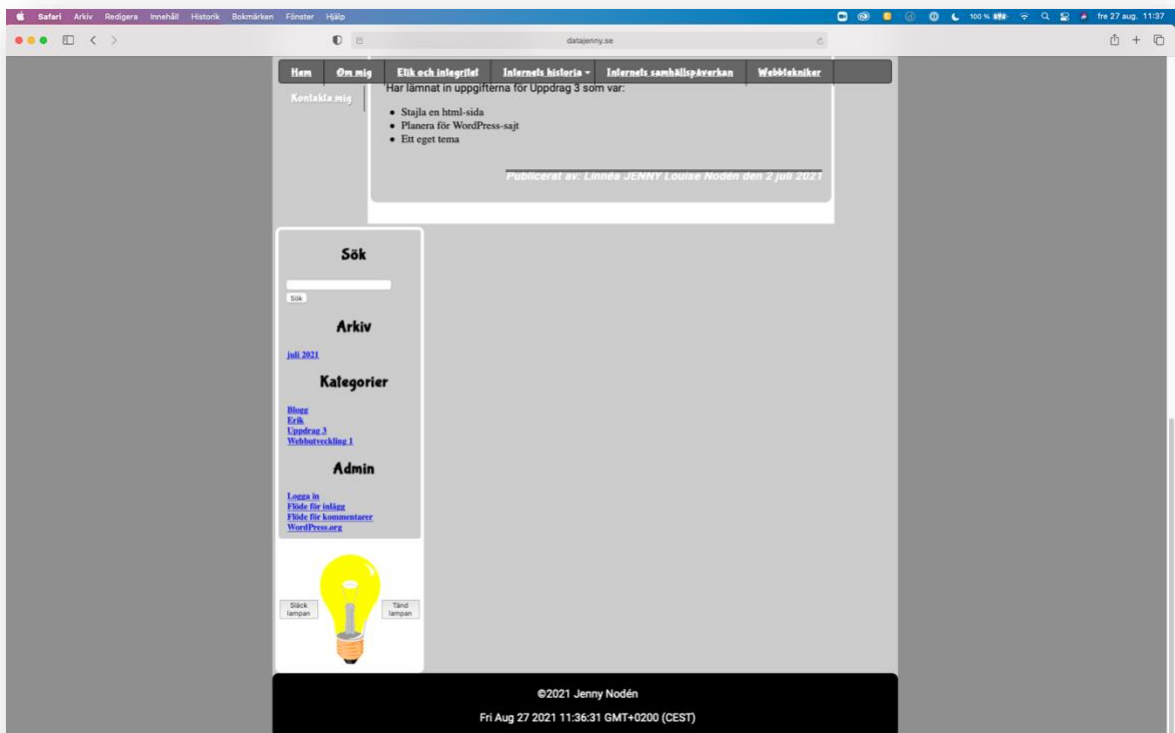 Safari Arkiv Redigera Innehåll Historik Bokmärken Fönster Hjälp 100 % fre 27 aug. 11:37
datajenny.se
Hem Om mig Etik och integritet Internets historia Internets samhällspåverkan Webbtekniker
Kontakta mig
Har lämnat in uppgifterna för Uppdrag 3 som var:
Stajla en html-sida
Planera för WordPress-sajt
Ett eget tema
Publicerat av: Linnéa JENNY Louise Nodén den 2 juli 2021
Sök
Sök
Arkiv
juli 2021
Kategorier
Blogg
Erik
Uppdrag 3
Webbutveckling 1
Admin
Logga in
Flöde för inlägg
Flöde för kommentarer
WordPress.org
Släck lampan
Tänd lampan
©2021 Jenny Nodén
Fri Aug 27 2021 11:36:31 GMT+0200 (CEST)